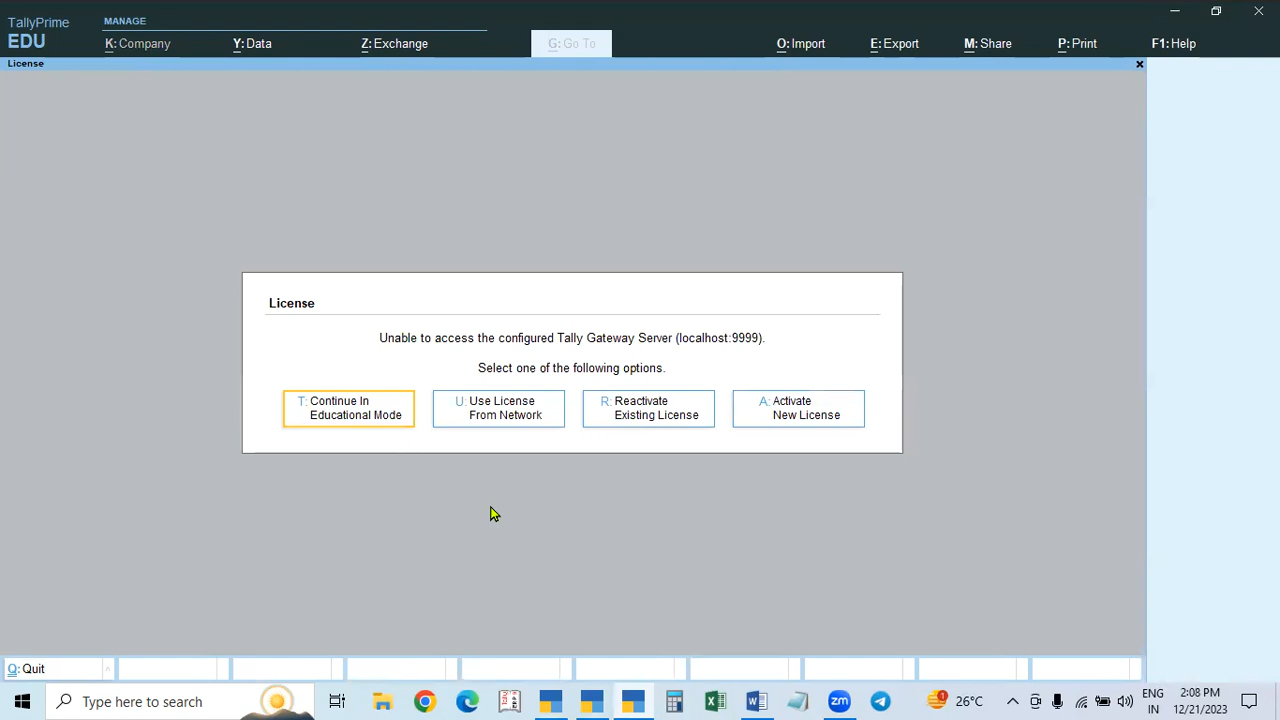 TallyPrime
EDU
MANAGE
K: Company
Y: Data
Z: Exchange
G: Go To
O: Import
E: Export
M: Share
P: Print
F1: Help
License
License
Unable to access the configured Tally Gateway Server (localhost:9999).
Select one of the following options.
T: Continue In
Educational Mode
U: Use License
From Network
R: Reactivate
Existing License
A: Activate
New License
Q: Quit
Type here to search
zm
1
26°C
ENG
IN
2:08 PM
12/21/2023